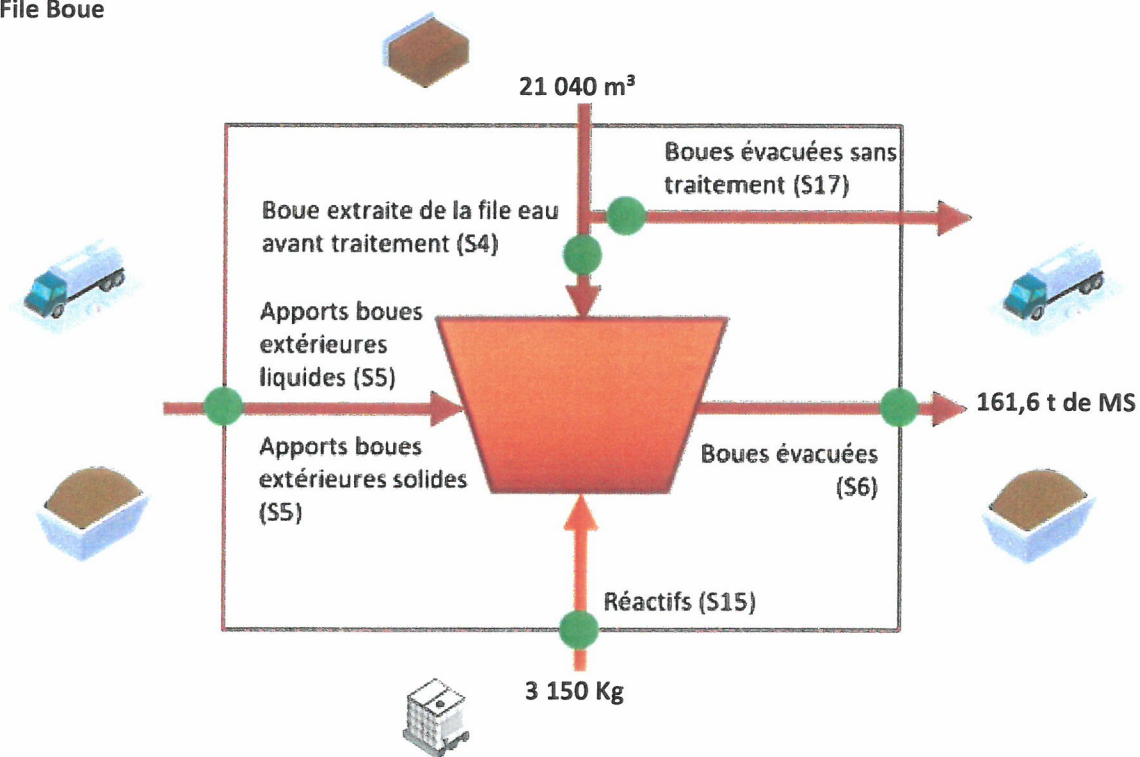 File Boue
21 040 m³
Boues évacuées sans
traitement (S17)
Boue extraite de la file eau
avant traitement (S4)
Apports boues
extérieures
liquides (S5)
161,6 t de MS
Apports boues
extérieures solides
(S5)
Boues évacuées
(S6)
Réactifs (S15)
3 150 Kg